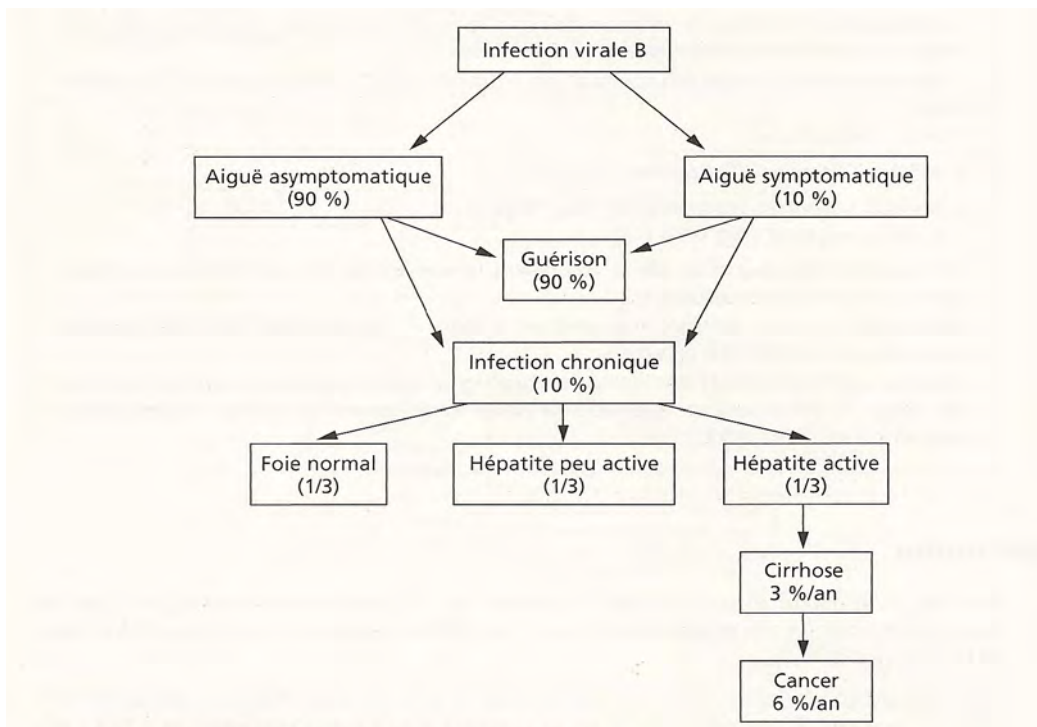 Infection virale B
Aiguë asymptomatique
(90 %)
Aiguë symptomatique
(10 %)
Guérison
(90 %)
Infection chronique
(10 %)
Foie normal
(1/3)
Hépatite peu active
(1/3)
Hépatite active
(1/3)
Cirrhose
3 %/an
Cancer
6 %/an